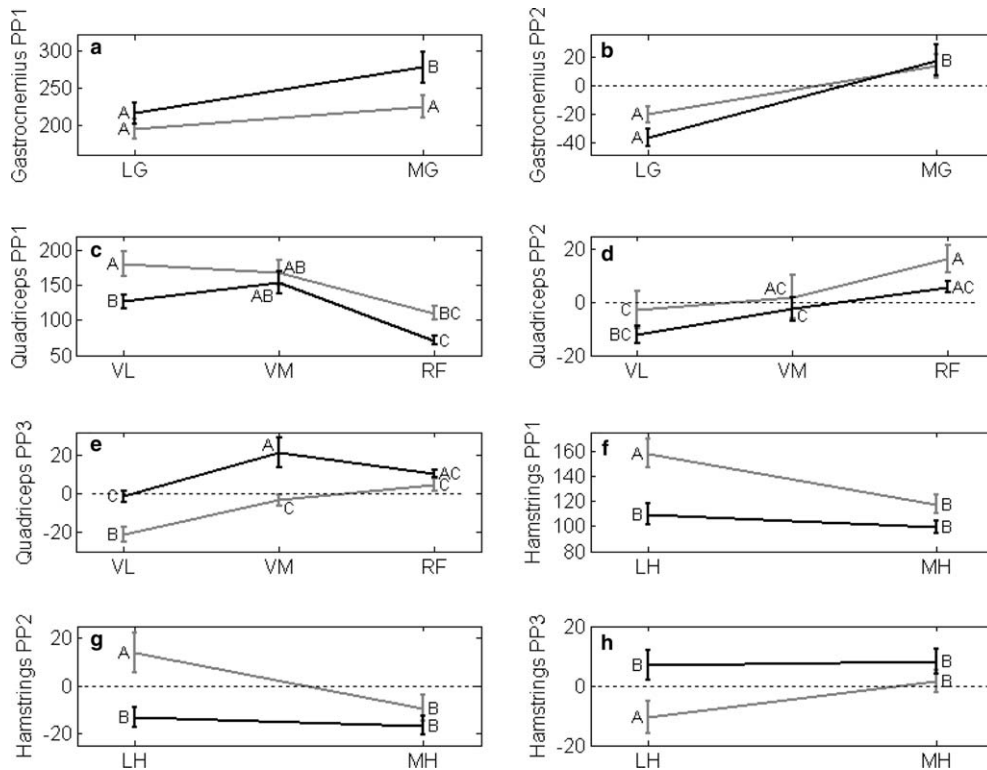 a
Gastrocnemius PP1
300
250
200
A
A
B
A
LG
MG
b
Gastrocnemius PP2
20
0
-20
-40
A
A
B
LG
MG
c
Quadriceps PP1
200
150
100
50
A
B
AB
AB
BC
C
VL
VM
RF
d
Quadriceps PP2
20
0
-20
C
BC
AC
C
A
AC
VL
VM
RF
e
Quadriceps PP3
20
0
-20
C
B
A
C
AC
C
VL
VM
RF
f
Hamstrings PP1
160
140
120
100
80
A
B
B
B
LH
MH
g
Hamstrings PP2
20
0
-20
A
B
B
B
LH
MH
h
Hamstrings PP3
20
0
-20
B
A
B
B
LH
MH